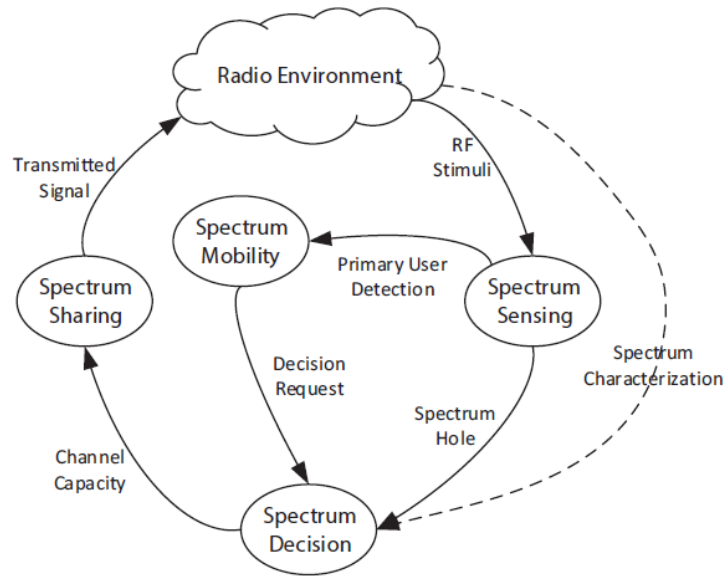 Radio Environment
RF
Stimuli
Transmitted
Signal
Spectrum
Mobility
Primary User
Detection
Spectrum
Sharing
Spectrum
Sensing
Decision
Request
Spectrum
Characterization
Spectrum
Hole
Channel
Capacity
Spectrum
Decision